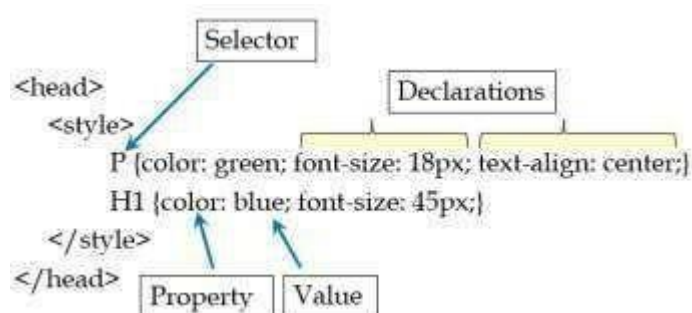 Selector
<head>
Declarations
<style>
P {color: green; font-size: 18px; text-align: center;}
H1 {color: blue; font-size: 45px;}
</style>
</head>
Property
Value